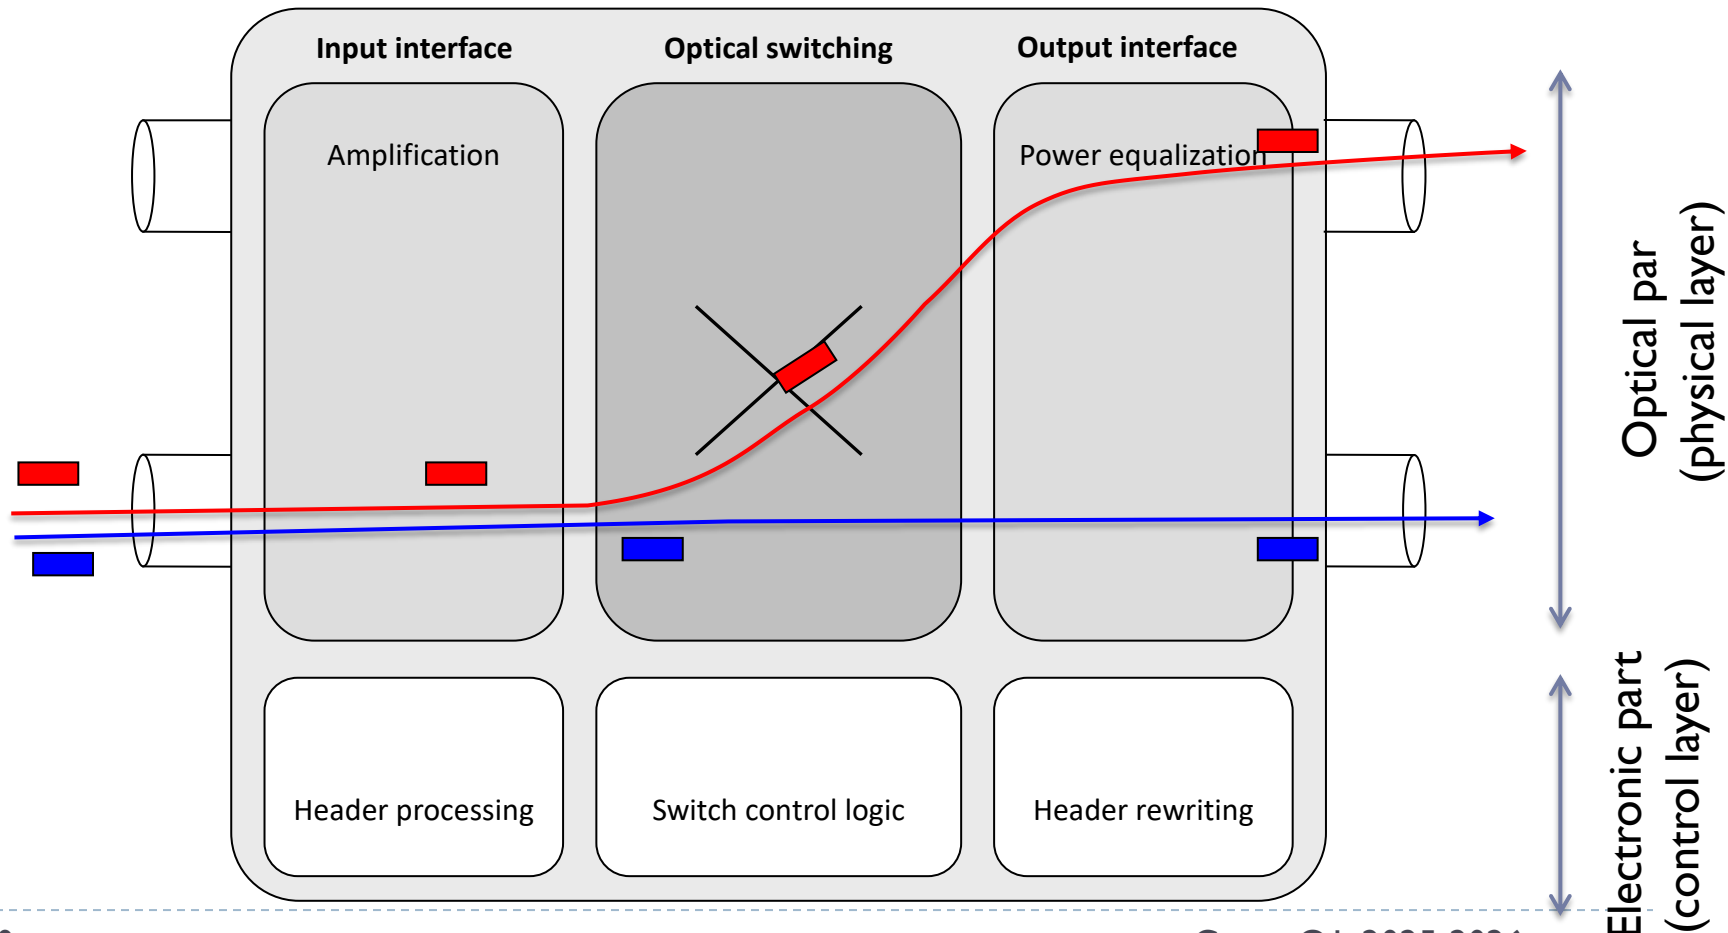 Input interface
Optical switching
Output interface
Amplification
Power equalization
Optical par
(physical layer)
Header processing
Switch control logic
Header rewriting
Electronic part
(control layer)